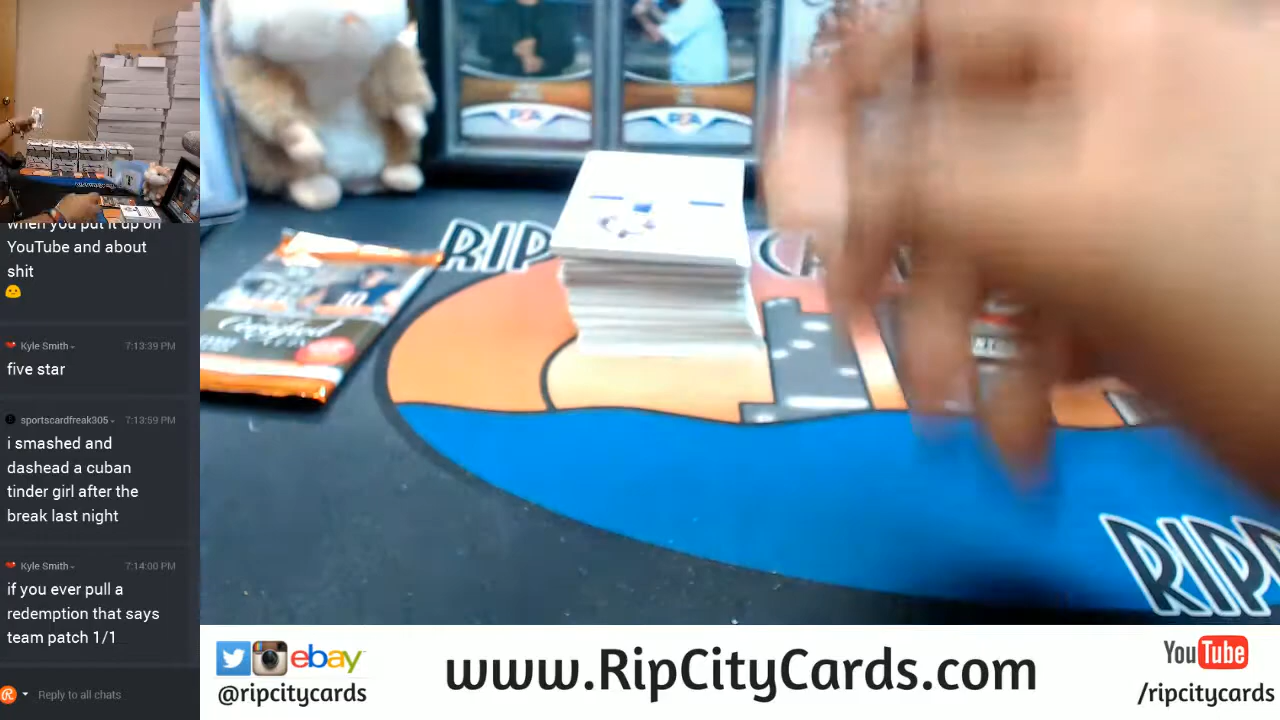 when you put it up on
YouTube and about
shit
Kyle Smith
7:13:39 PM
five star
sportscardfreak305
7:13:59 PM
i smashed and
dashead a cuban
tinder girl after the
break last night
Kyle Smith
7:14:00 PM
if you ever pull a
redemption that says
team patch 1/1
Reply to all chats
PSA
PSA
RIP
Certified
RIP
ebay
@ripcitycards
www.RipCityCards.com
YouTube
/ripcitycards